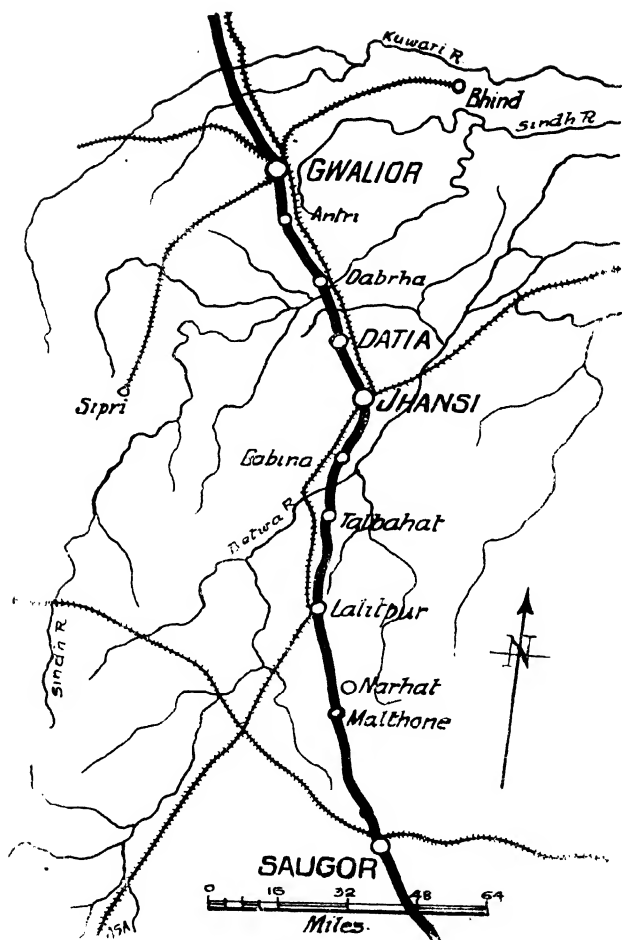 Kuwari R.
Bhind
Sindh R
GWALIOR
Antri
Dabrha
DATIA
Sipri
JHANSI
Babina
Betwa R.
Talbahat
Lalitpur
Sindh R
N
Narhat
Malthone
SAUGOR
0 16 32 48 64
Miles.